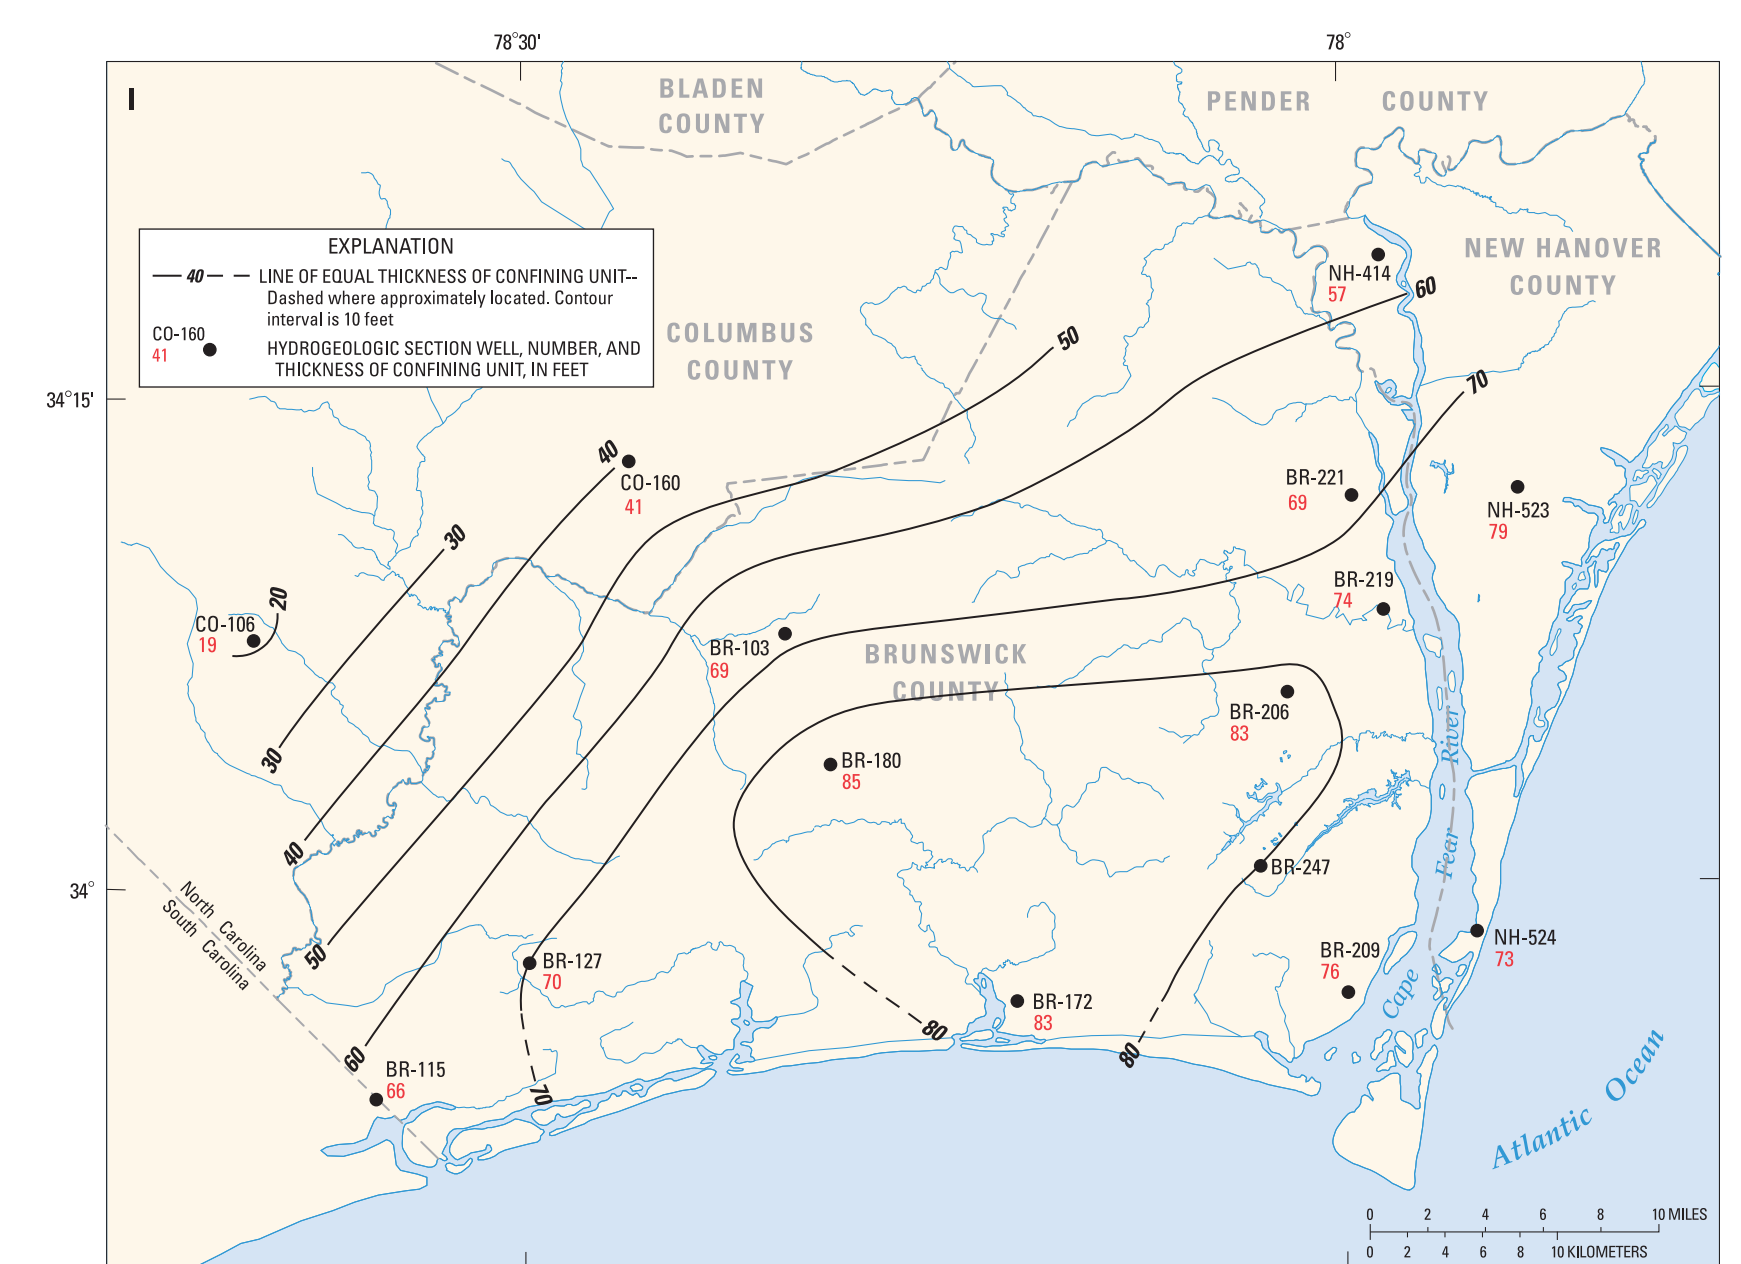 78°30'
78°
I
BLADEN
COUNTY
PENDER COUNTY
NEW HANOVER
COUNTY
EXPLANATION
40 LINE OF EQUAL THICKNESS OF CONFINING UNIT--
Dashed where approximately located. Contour
interval is 10 feet
CO-160
41
HYDROGEOLOGIC SECTION WELL, NUMBER, AND
THICKNESS OF CONFINING UNIT, IN FEET
NH-414
57
60
COLUMBUS
COUNTY
50
70
34°15'
40
CO-160
41
BR-221
69
NH-523
79
30
20
CO-106
19
BR-219
74
BR-103
69
BRUNSWICK
COUNTY
BR-206
83
30
BR-180
85
40
BR-247
34°
North Carolina
South Carolina
50
BR-127
70
BR-209
76
NH-524
73
BR-172
83
80
80
60
BR-115
66
70
Cape Fear River
Atlantic Ocean
0 2 4 6 8 10 MILES
0 2 4 6 8 10 KILOMETERS